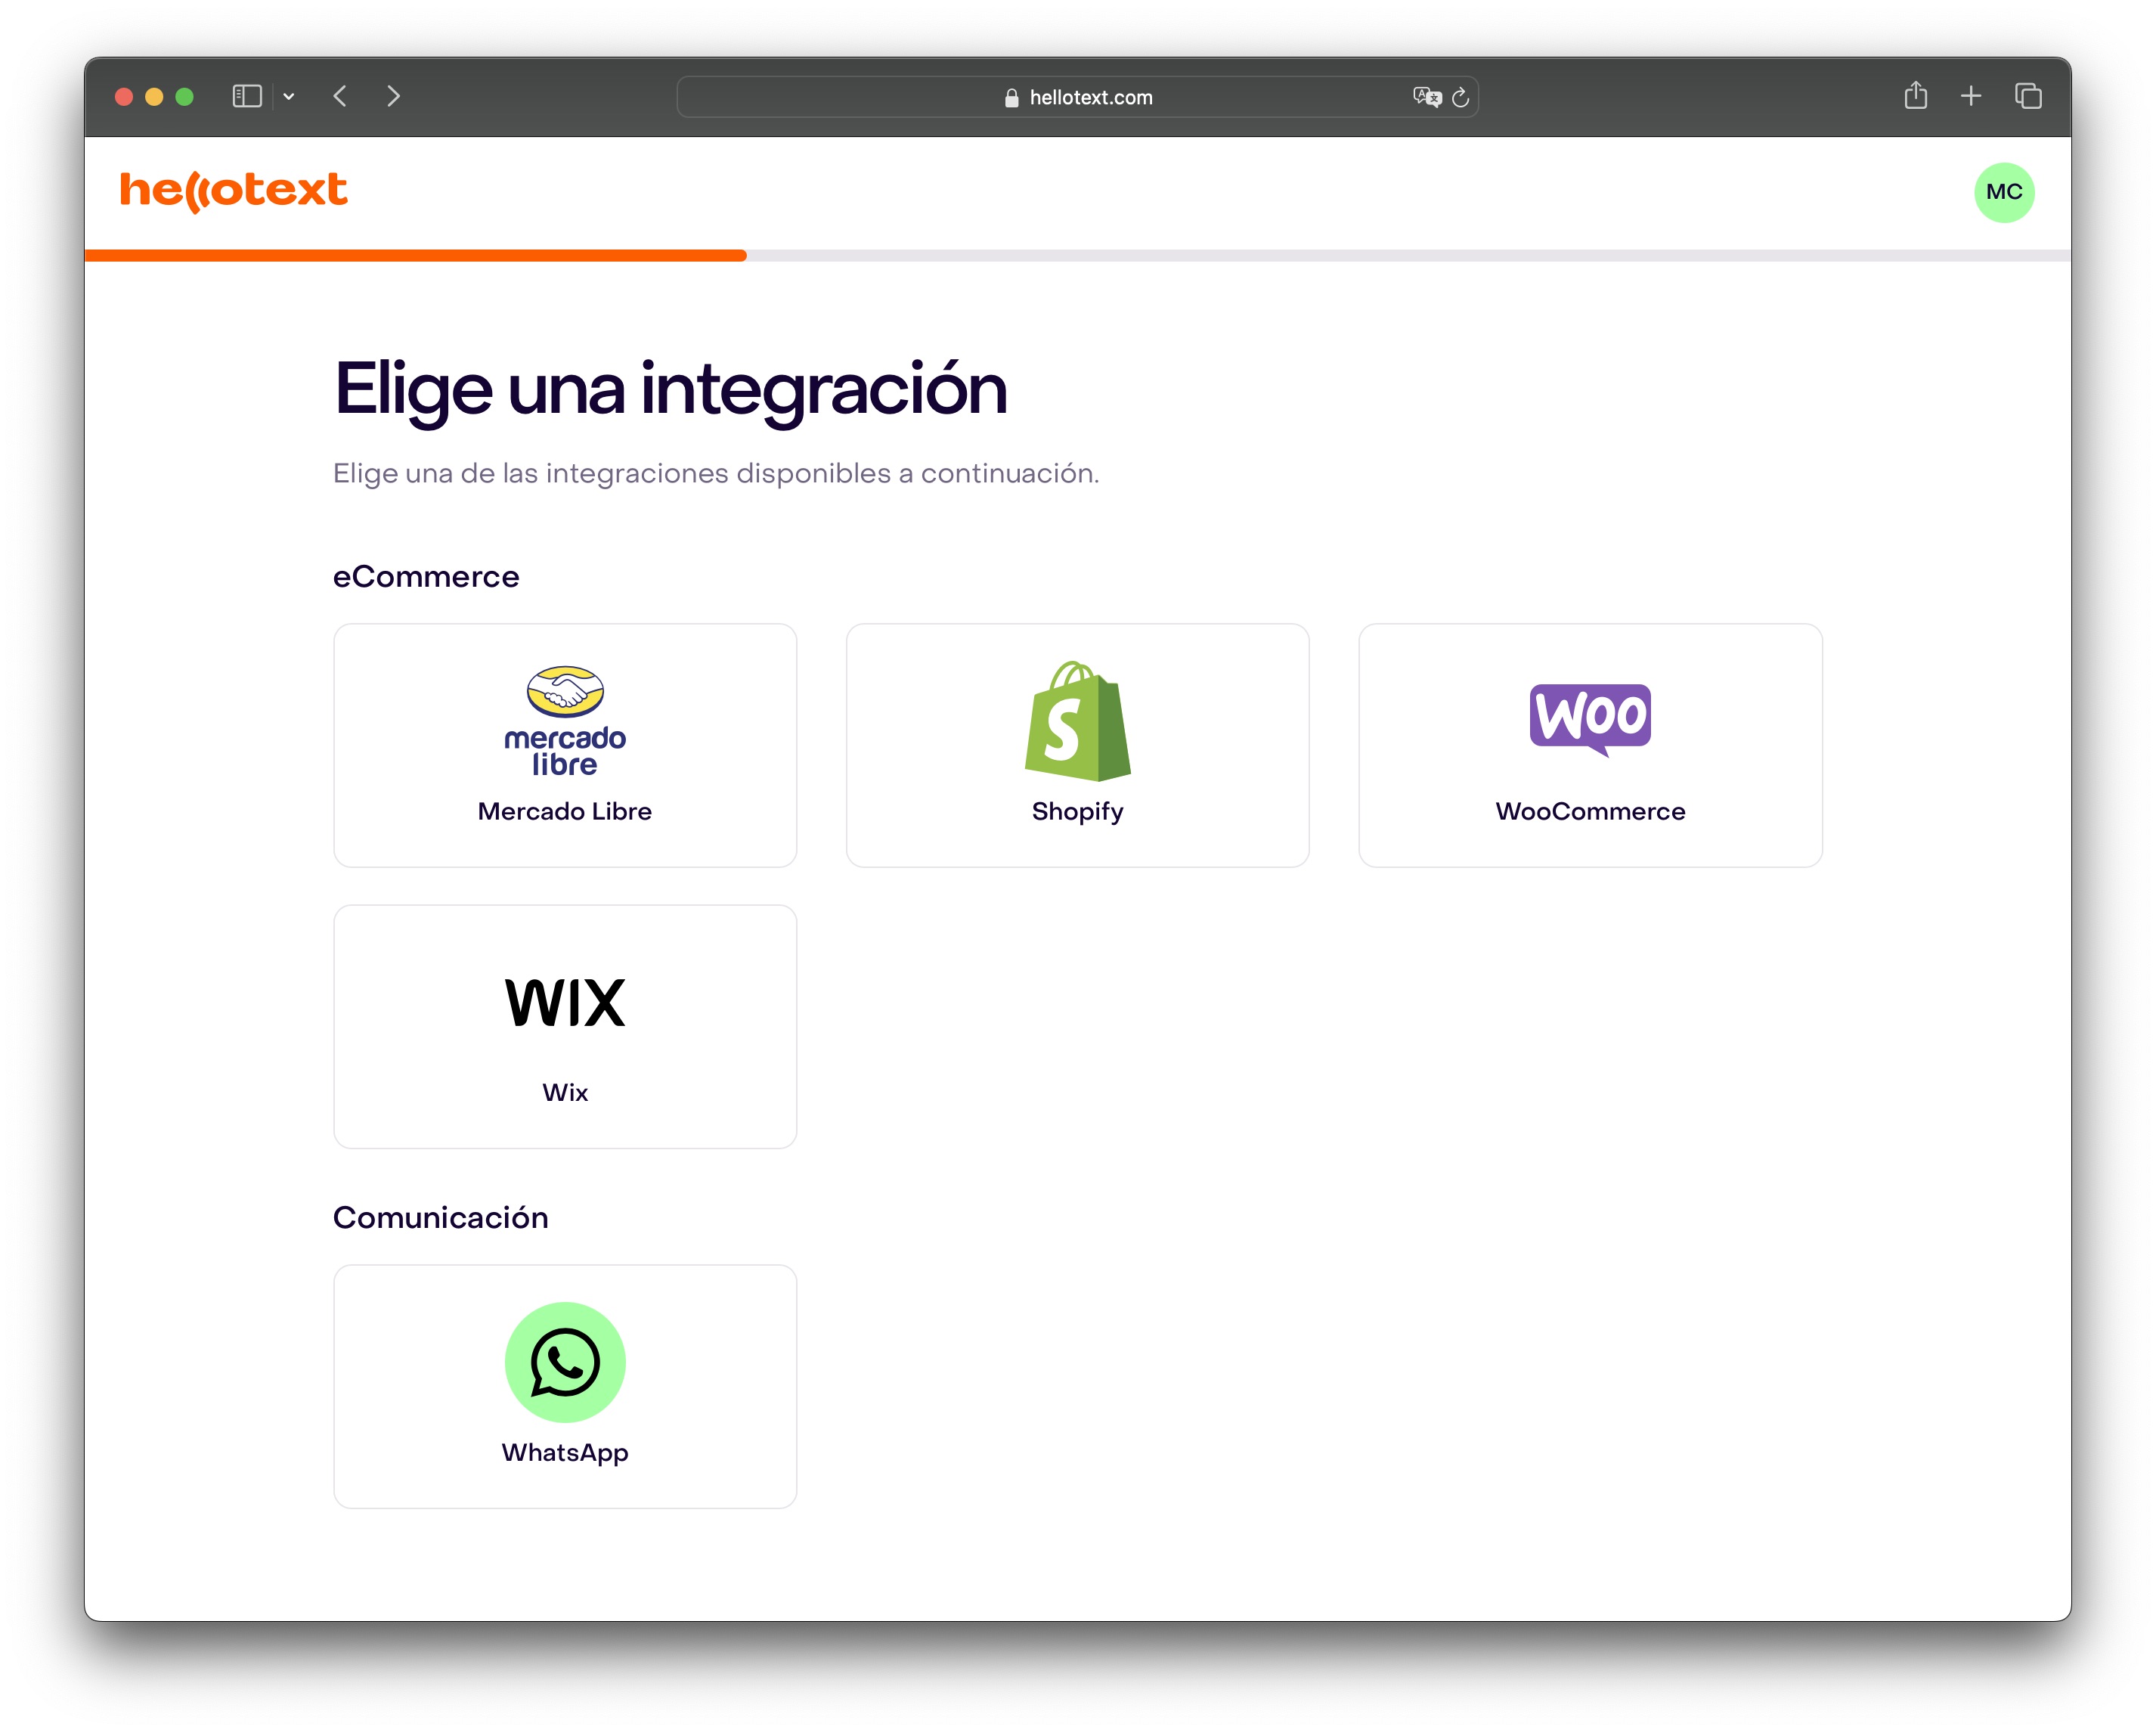 hellotext.com
hellotext
MC
Elige una integración
Elige una de las integraciones disponibles a continuación.
eCommerce
mercado
libre
Mercado Libre
S
Shopify
Woo
WooCommerce
WIX
Wix
Comunicación
WhatsApp